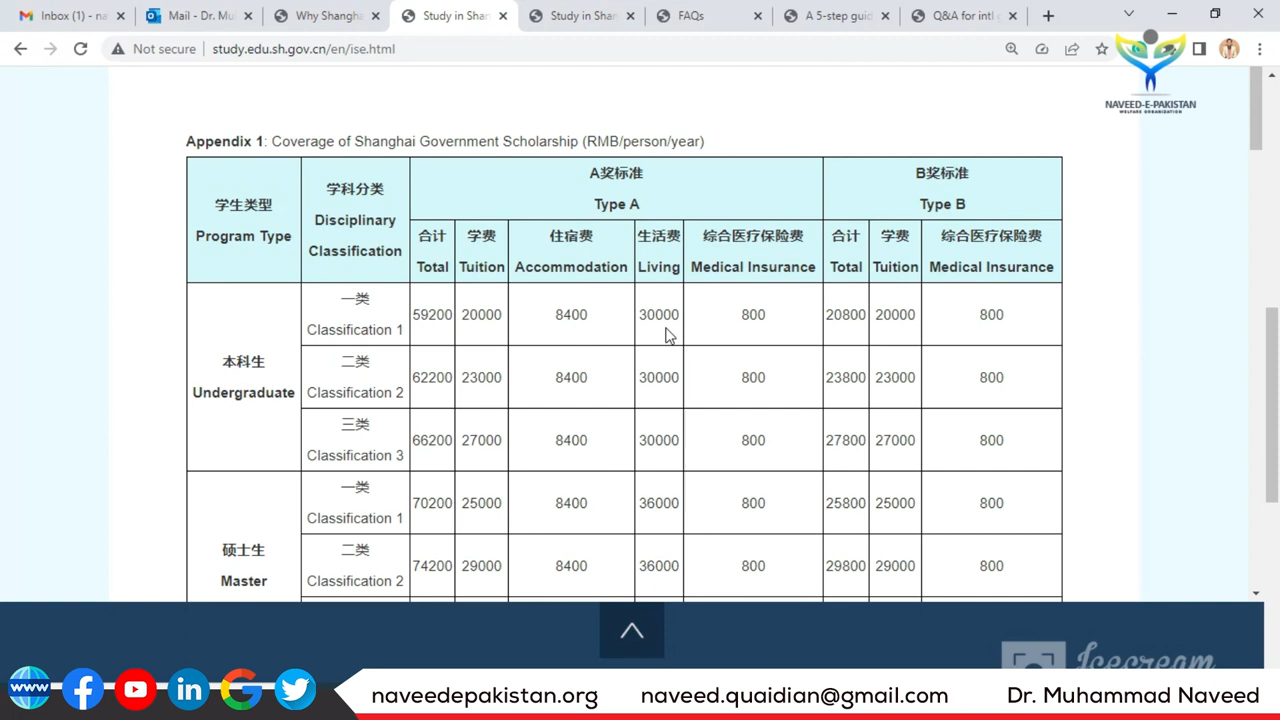 Inbox (1) - na
Mail - Dr. Mu
Why Shangha
Study in Shan
Study in Shan
FAQs
A 5-step guid
Q&A for intl
Not secure
study.edu.sh.gov.cn/en/ise.html
NAVEED-E-PAKISTAN
WELFARE ORGANIZATION
Appendix 1: Coverage of Shanghai Government Scholarship (RMB/person/year)
学生类型
Program Type
学科分类
Disciplinary
Classification
A奖标准
Type A
B奖标准
Type B
合计
Total
学费
Tuition
住宿费
Accommodation
生活费
Living
综合医疗保险费
Medical Insurance
合计
Total
学费
Tuition
综合医疗保险费
Medical Insurance
本科生
Undergraduate
一类
Classification 1
59200 20000 8400 30000 800 20800 20000 800
二类
Classification 2
62200 23000 8400 30000 800 23800 23000 800
三类
Classification 3
66200 27000 8400 30000 800 27800 27000 800
硕士生
Master
一类
Classification 1
70200 25000 8400 36000 800 25800 25000 800
二类
Classification 2
74200 29000 8400 36000 800 29800 29000 800
Icecream
www
naveedepakistan.org
naveed.quaidian@gmail.com
Dr. Muhammad Naveed